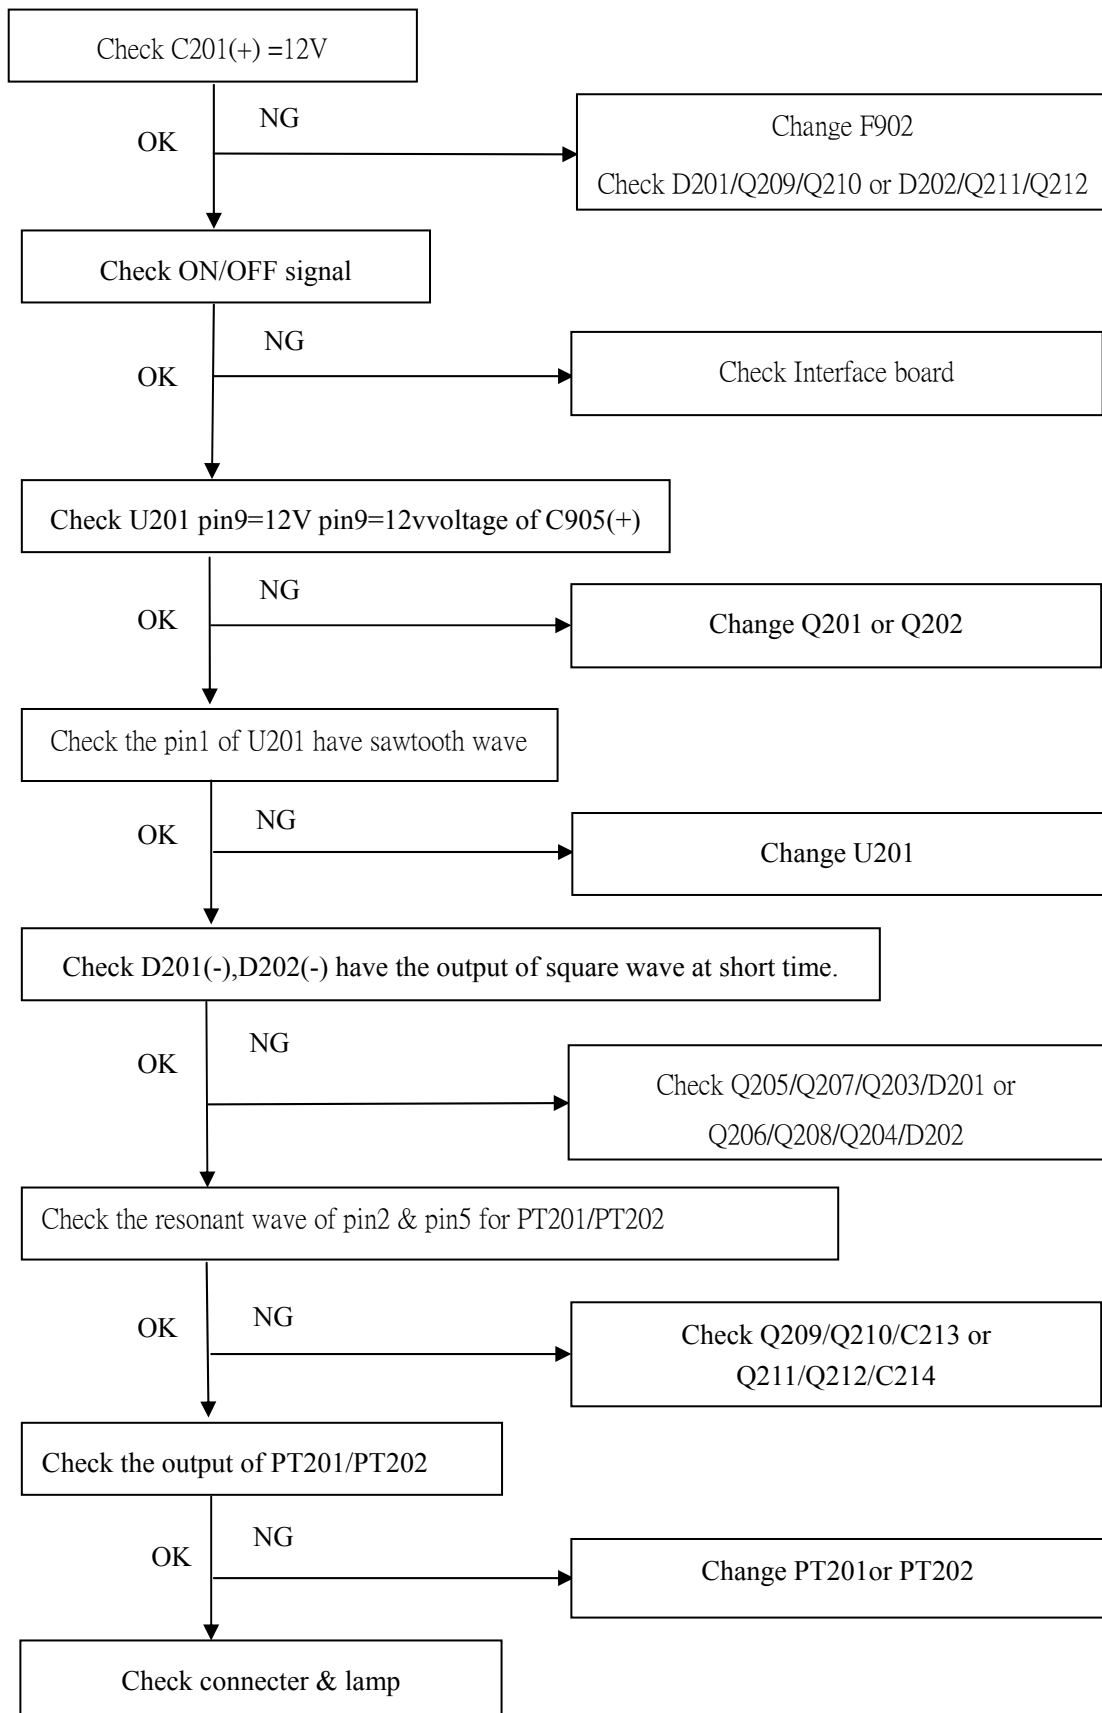 Check C201(+) =12V
NG
OK
Change F902
Check D201/Q209/Q210 or D202/Q211/Q212
Check ON/OFF signal
NG
OK
Check Interface board
Check U201 pin9=12V pin9=12vvoltage of C905(+)
NG
OK
Change Q201 or Q202
Check the pin1 of U201 have sawtooth wave
NG
OK
Change U201
Check D201(-),D202(-) have the output of square wave at short time.
NG
OK
Check Q205/Q207/Q203/D201 or
Q206/Q208/Q204/D202
Check the resonant wave of pin2 & pin5 for PT201/PT202
NG
OK
Check Q209/Q210/C213 or
Q211/Q212/C214
Check the output of PT201/PT202
NG
OK
Change PT201or PT202
Check connecter & lamp